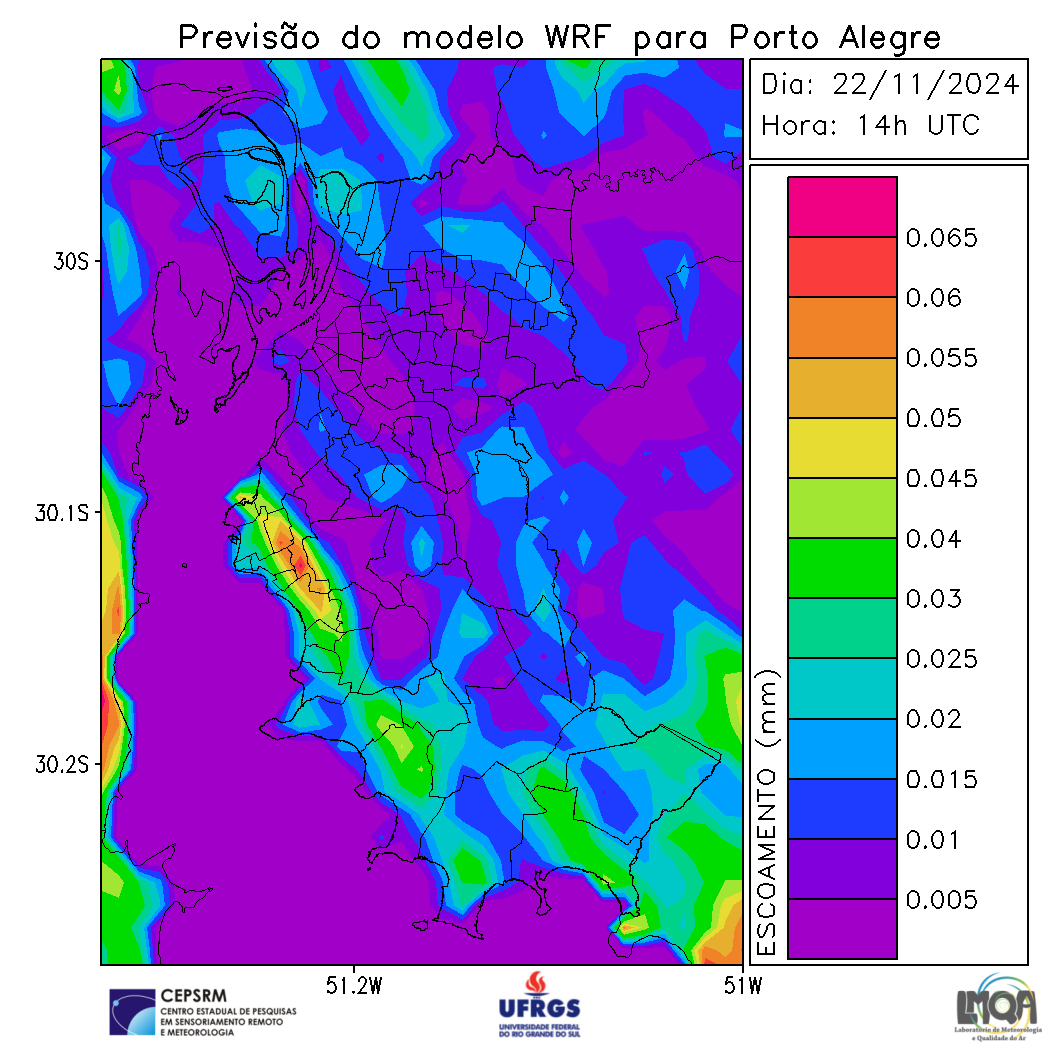 Previsão do modelo WRF para Porto Alegre
Dia: 22/11/2024
Hora: 14h UTC
30S
30.1S
30.2S
51.2W
51W
ESCOAMENTO (mm)
0.065
0.06
0.055
0.05
0.045
0.04
0.03
0.025
0.02
0.015
0.01
0.005
CEPSRM
CENTRO ESTADUAL DE PESQUISAS
EM SENSORIAMENTO REMOTO
E METEOROLOGIA
UFRGS
UNIVERSIDADE FEDERAL
DO RIO GRANDE DO SUL
LMQA
Laboratório de Meteorologia
e Qualidade do Ar